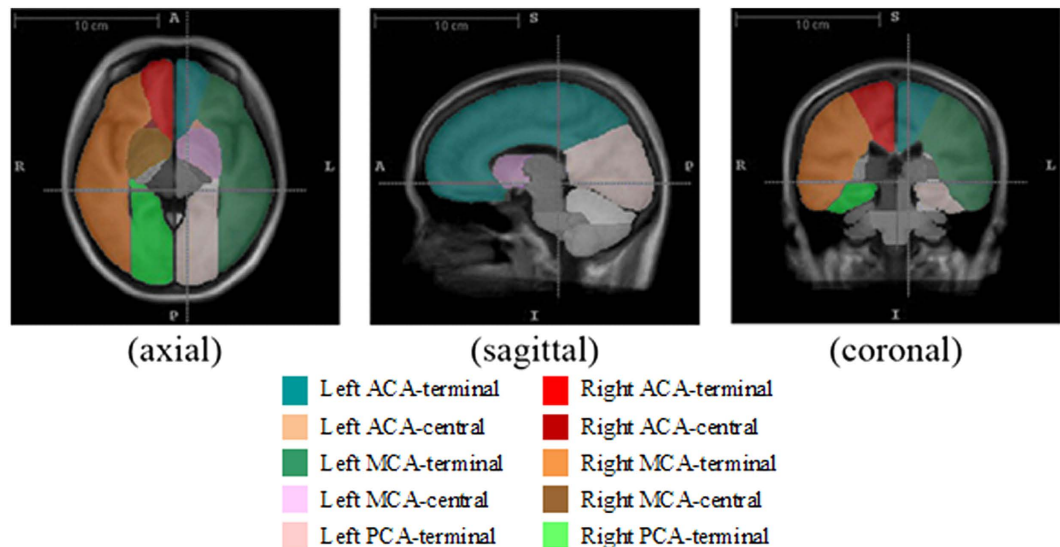 10 cm
A
R
L
P
10 cm
S
A
P
I
10 cm
S
R
L
I
(axial)
(sagittal)
(coronal)
Left ACA-terminal
Right ACA-terminal
Left ACA-central
Right ACA-central
Left MCA-terminal
Right MCA-terminal
Left MCA-central
Right MCA-central
Left PCA-terminal
Right PCA-terminal